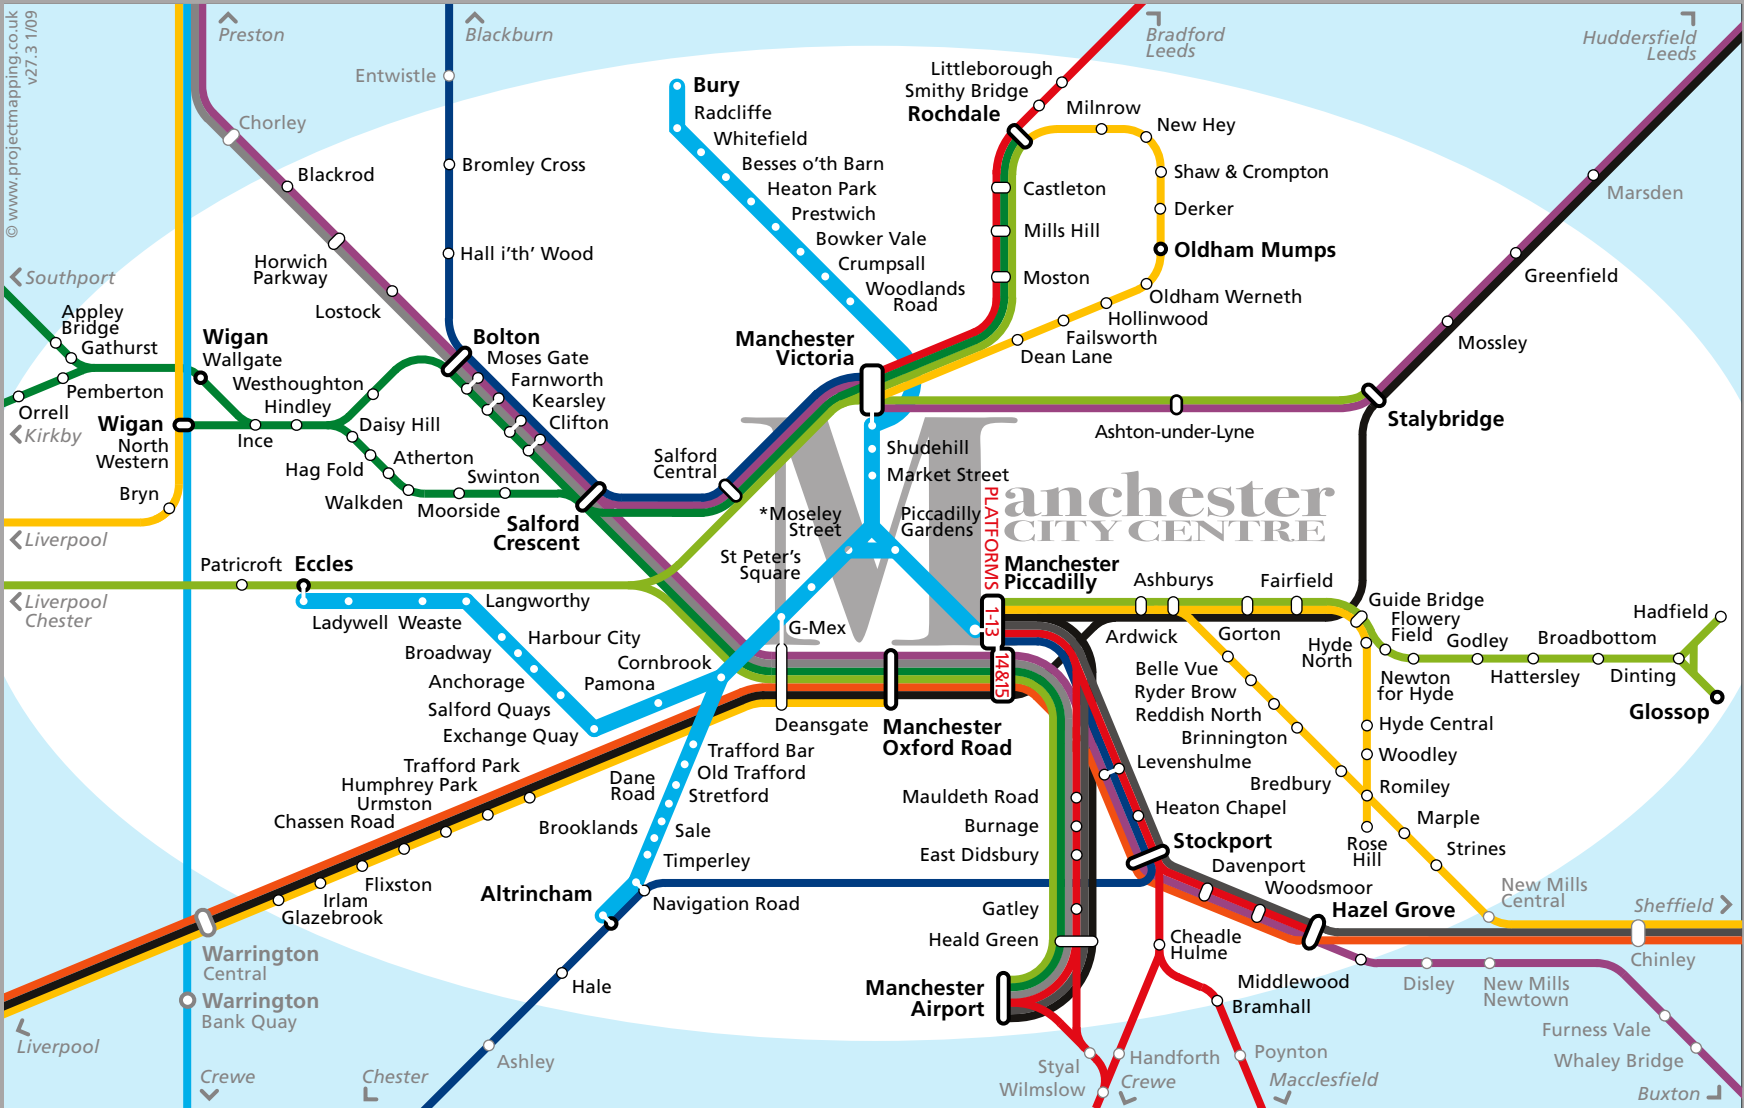 © www.projectmapping.co.uk
v27.3 1/09
Preston
Blackburn
Bradford
Leeds
Huddersfield
Leeds
Entwistle
Bury
Radcliffe
Whitefield
Besses o'th Barn
Heaton Park
Prestwich
Bowker Vale
Crumpsall
Woodlands
Road
Littleborough
Smithy Bridge
Rochdale
Milnrow
New Hey
Shaw & Crompton
Derker
Oldham Mumps
Oldham Werneth
Hollinwood
Failsworth
Dean Lane
Castleton
Mills Hill
Moston
Marsden
Greenfield
Mossley
Stalybridge
Ashton-under-Lyne
Chorley
Blackrod
Horwich
Parkway
Lostock
Bromley Cross
Hall i'th' Wood
Bolton
Moses Gate
Farnworth
Kearsley
Clifton
Southport
Appley
Bridge
Gathurst
Pemberton
Orrell
Kirkby
Wigan
Wallgate
Wigan
North
Western
Bryn
Liverpool
Westhoughton
Hindley
Ince
Daisy Hill
Hag Fold
Atherton
Walkden
Swinton
Moorside
Salford
Crescent
Salford
Central
Manchester
Victoria
Shudehill
Market Street
*Moseley
Street
Piccadilly
Gardens
St Peter's
Square
G-Mex
Manchester
CITY CENTRE
PLATFORMS
1-13
14&15
Manchester
Piccadilly
Patricroft
Eccles
Liverpool
Chester
Ladywell
Weaste
Langworthy
Broadway
Harbour City
Anchorage
Salford Quays
Exchange Quay
Cornbrook
Pamona
Deansgate
Manchester
Oxford Road
Ashburys
Fairfield
Ardwick
Gorton
Guide Bridge
Flowery
Field
Hyde
North
Godley
Newton
for Hyde
Broadbottom
Hattersley
Dinting
Hadfield
Glossop
Belle Vue
Ryder Brow
Reddish North
Brinnington
Bredbury
Hyde Central
Woodley
Romiley
Rose
Hill
Marple
Strines
New Mills
Central
Sheffield
Chinley
Trafford Bar
Old Trafford
Stretford
Dane
Road
Sale
Brooklands
Timperley
Altrincham
Navigation Road
Hale
Ashley
Chester
Trafford Park
Humphrey Park
Urmston
Chassen Road
Flixston
Irlam
Glazebrook
Warrington
Central
Warrington
Bank Quay
Liverpool
Crewe
Levenshulme
Heaton Chapel
Stockport
Davenport
Woodsmoor
Hazel Grove
Mauldeth Road
Burnage
East Didsbury
Gatley
Heald Green
Manchester
Airport
Cheadle
Hulme
Middlewood
Bramhall
Disley
New Mills
Newtown
Furness Vale
Whaley Bridge
Buxton
Styal
Wilmslow
Handforth
Crewe
Poynton
Macclesfield